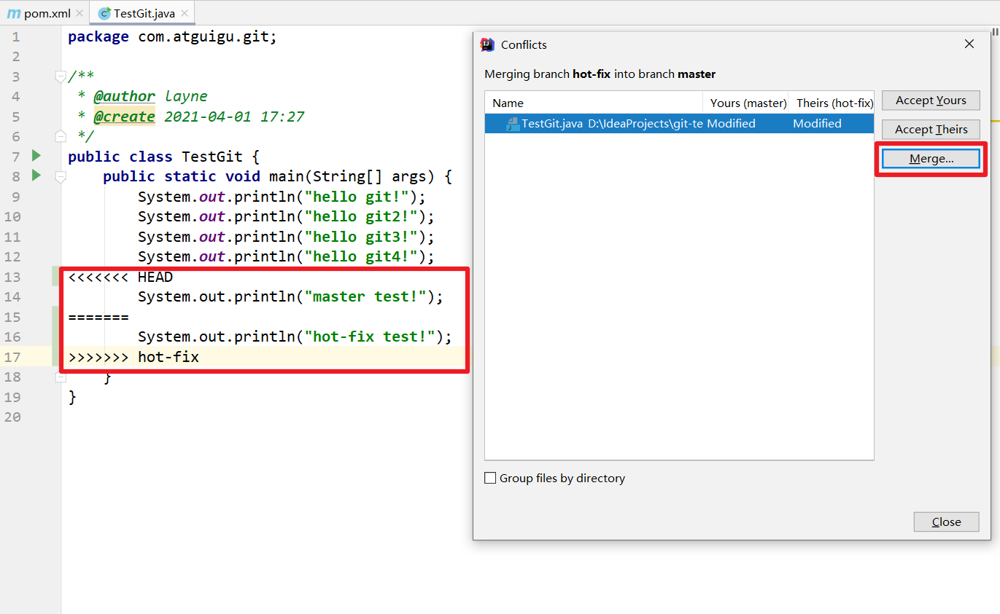 pom.xml
TestGit.java
1 package com.atguigu.git;
2
3 /**
4 * @author layne
5 * @create 2021-04-01 17:27
6 */
7 public class TestGit {
8 public static void main(String[] args) {
9 System.out.println("hello git!");
10 System.out.println("hello git2!");
11 System.out.println("hello git3!");
12 System.out.println("hello git4!");
13 <<<<<<< HEAD
14 System.out.println("master test!");
15 =======
16 System.out.println("hot-fix test!");
17 >>>>>>> hot-fix
18 }
19 }
20
Conflicts
Merging branch hot-fix into branch master
Name Yours (master) Theirs (hot-fix)
TestGit.java D:\IdeaProjects\git-te Modified Modified
Accept Yours
Accept Theirs
Merge...
Group files by directory
Close